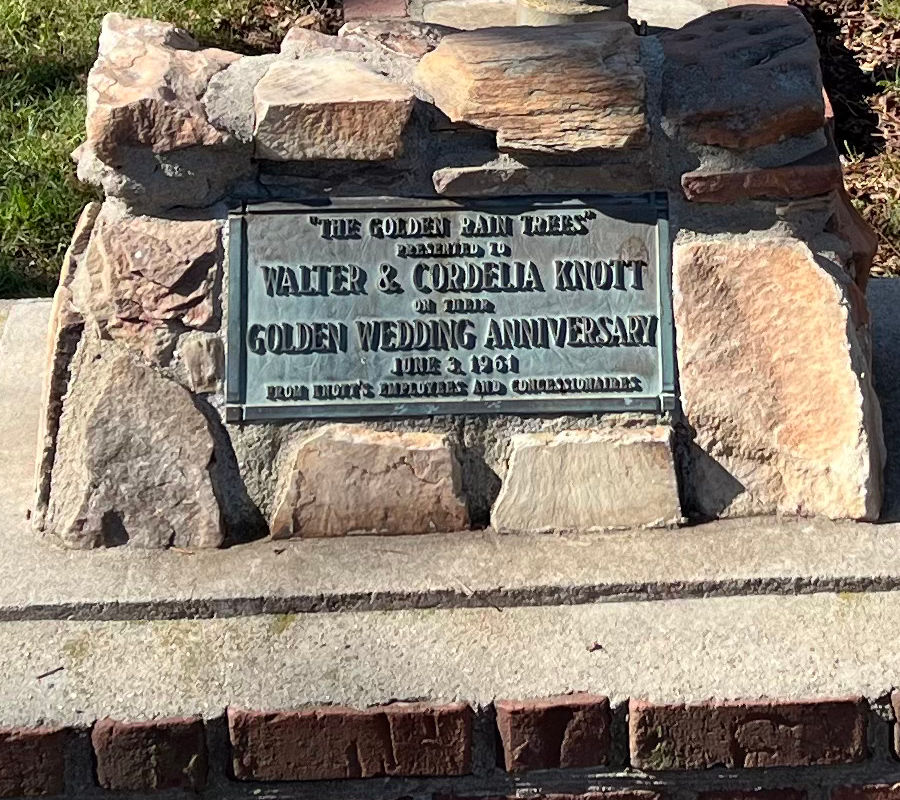 "THE GOLDEN RAIN TREES"
PRESENTED TO
WALTER & CORDELIA KNOTT
ON THEIR
GOLDEN WEDDING ANNIVERSARY
JUNE 3, 1961
FROM KNOTT'S EMPLOYEES AND CONCESSIONAIRES